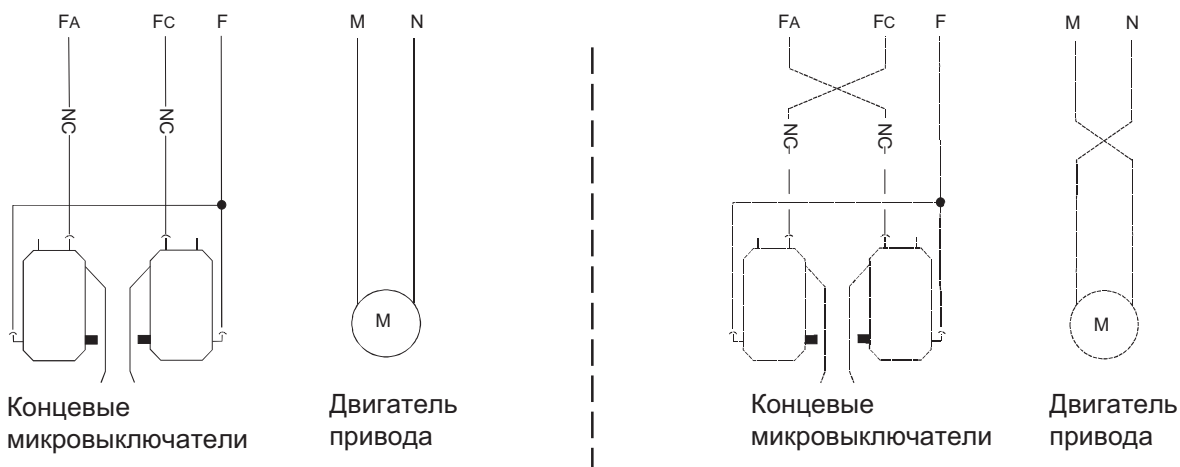 FA FC F M N
NC NC
M
Концевые
микровыключатели
Двигатель
привода
FA FC F M N
NC NC
M
Концевые
микровыключатели
Двигатель
привода